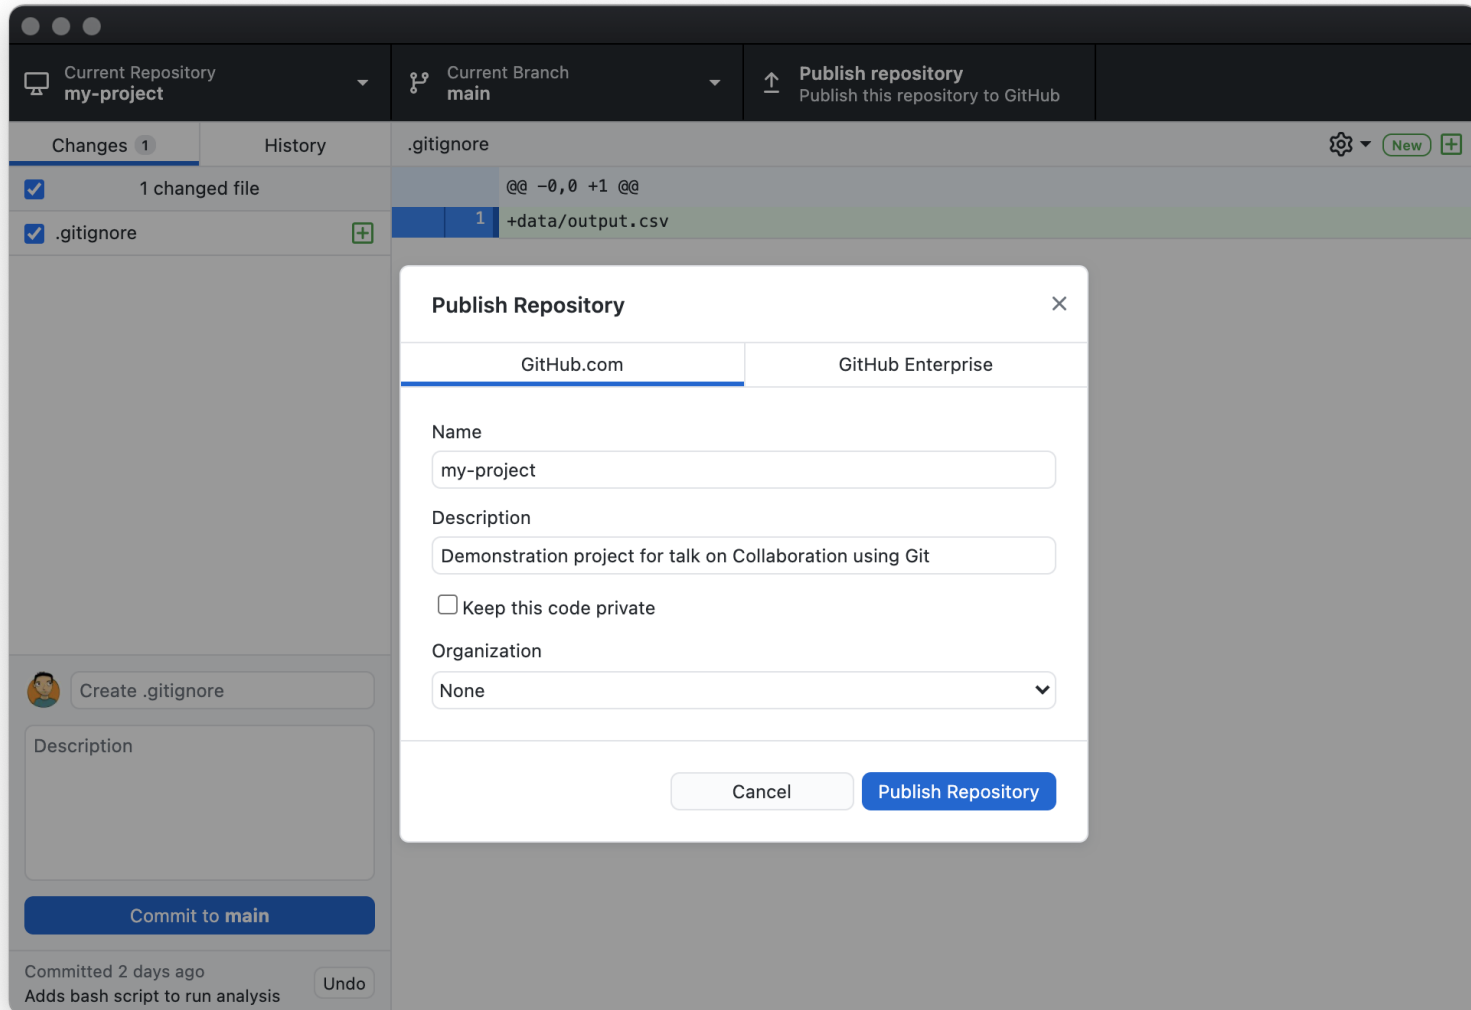 Current Repository
my-project
Current Branch
main
Publish repository
Publish this repository to GitHub
Changes 1
History
.gitignore
New
1 changed file
@@ -0,0 +1 @@
.gitignore
1 +data/output.csv
Publish Repository
GitHub.com
GitHub Enterprise
Name
my-project
Description
Demonstration project for talk on Collaboration using Git
Keep this code private
Organization
None
Cancel
Publish Repository
Create .gitignore
Description
Commit to main
Committed 2 days ago
Adds bash script to run analysis
Undo